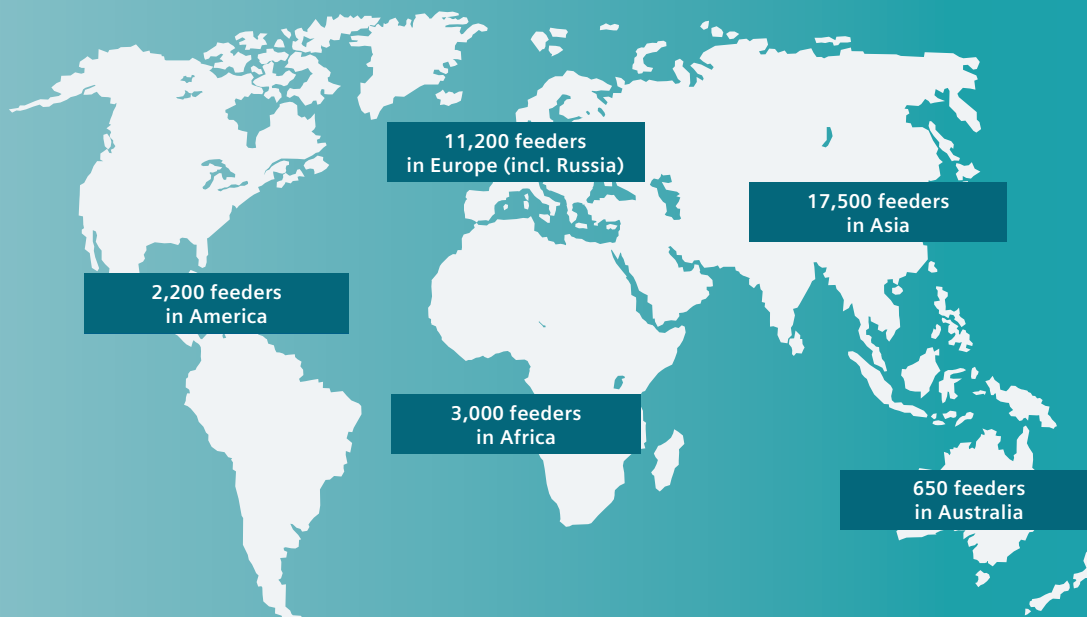 11,200 feeders
in Europe (incl. Russia)
17,500 feeders
in Asia
2,200 feeders
in America
3,000 feeders
in Africa
650 feeders
in Australia